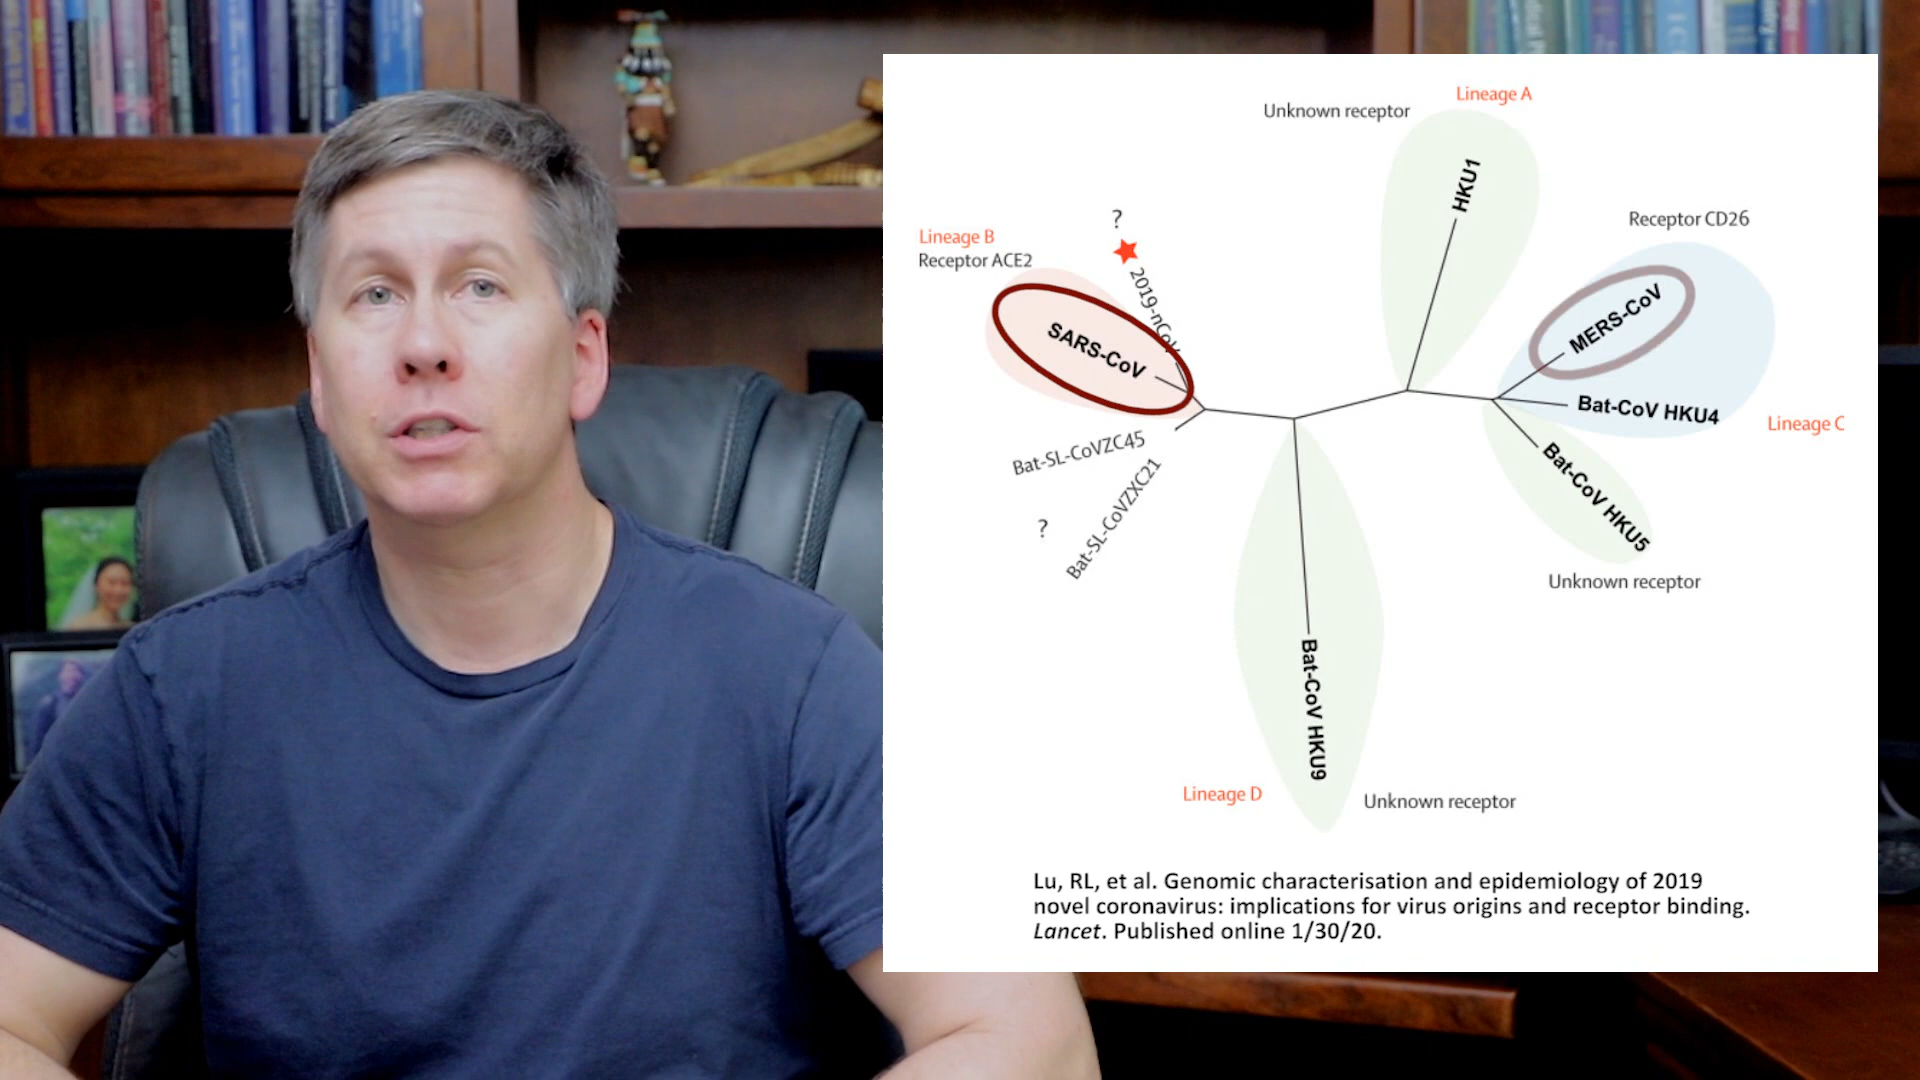 Lineage A
Unknown receptor
HKU1
Receptor CD26
MERS-CoV
Bat-CoV HKU4
Lineage C
Bat-CoV HKU5
Unknown receptor
?
2019-nCoV
Lineage B
Receptor ACE2
SARS-CoV
Bat-SL-CoVZC45
Bat-SL-CoVZXC21
?
Bat-CoV HKU9
Lineage D
Unknown receptor
Lu, RL, et al. Genomic characterisation and epidemiology of 2019
novel coronavirus: implications for virus origins and receptor binding.
Lancet. Published online 1/30/20.